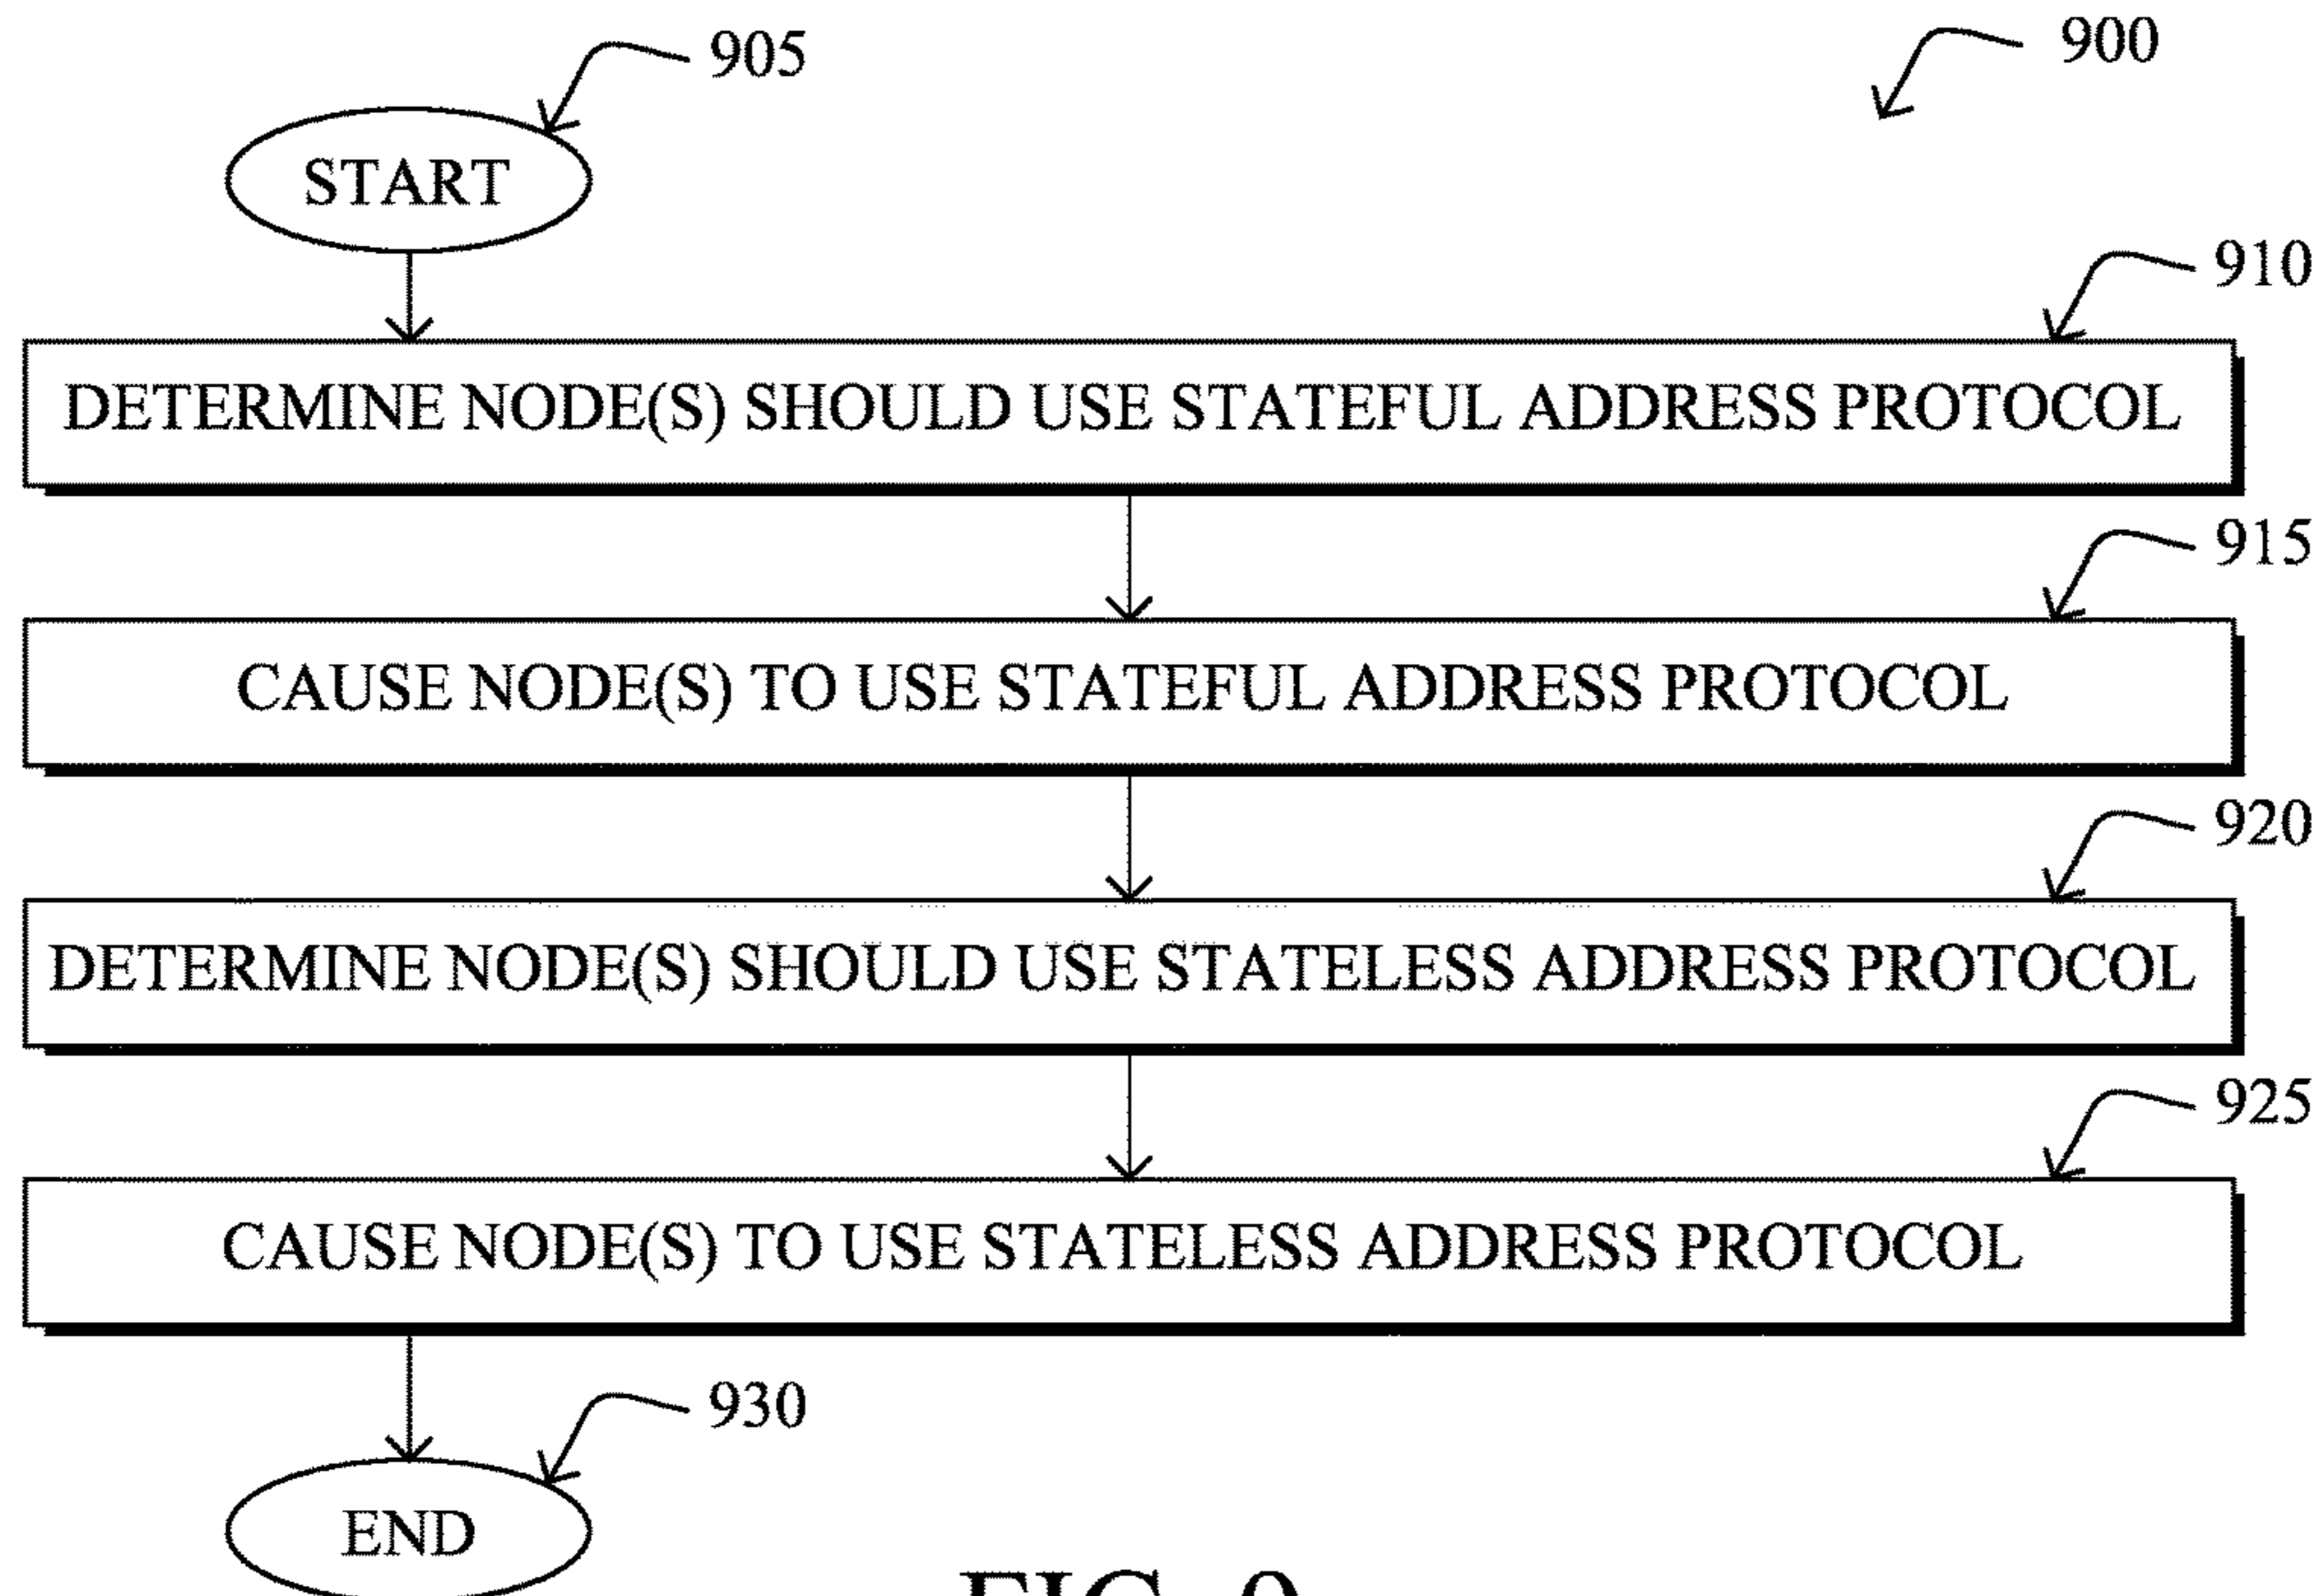 905
900
START
910
DETERMINE NODE(S) SHOULD USE STATEFUL ADDRESS PROTOCOL
915
CAUSE NODE(S) TO USE STATEFUL ADDRESS PROTOCOL
920
DETERMINE NODE(S) SHOULD USE STATELESS ADDRESS PROTOCOL
925
CAUSE NODE(S) TO USE STATELESS ADDRESS PROTOCOL
930
END